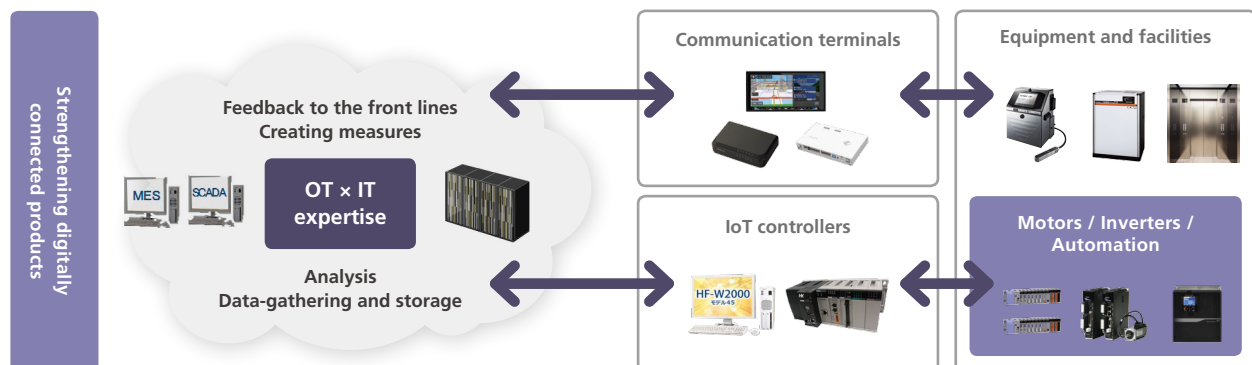 Strengthening digitally
connected products
Feedback to the front lines
Creating measures
MES
SCADA
OT × IT
expertise
Analysis
Data-gathering and storage
Communication terminals
IoT controllers
HF-W2000
モデル45
Equipment and facilities
Motors / Inverters /
Automation